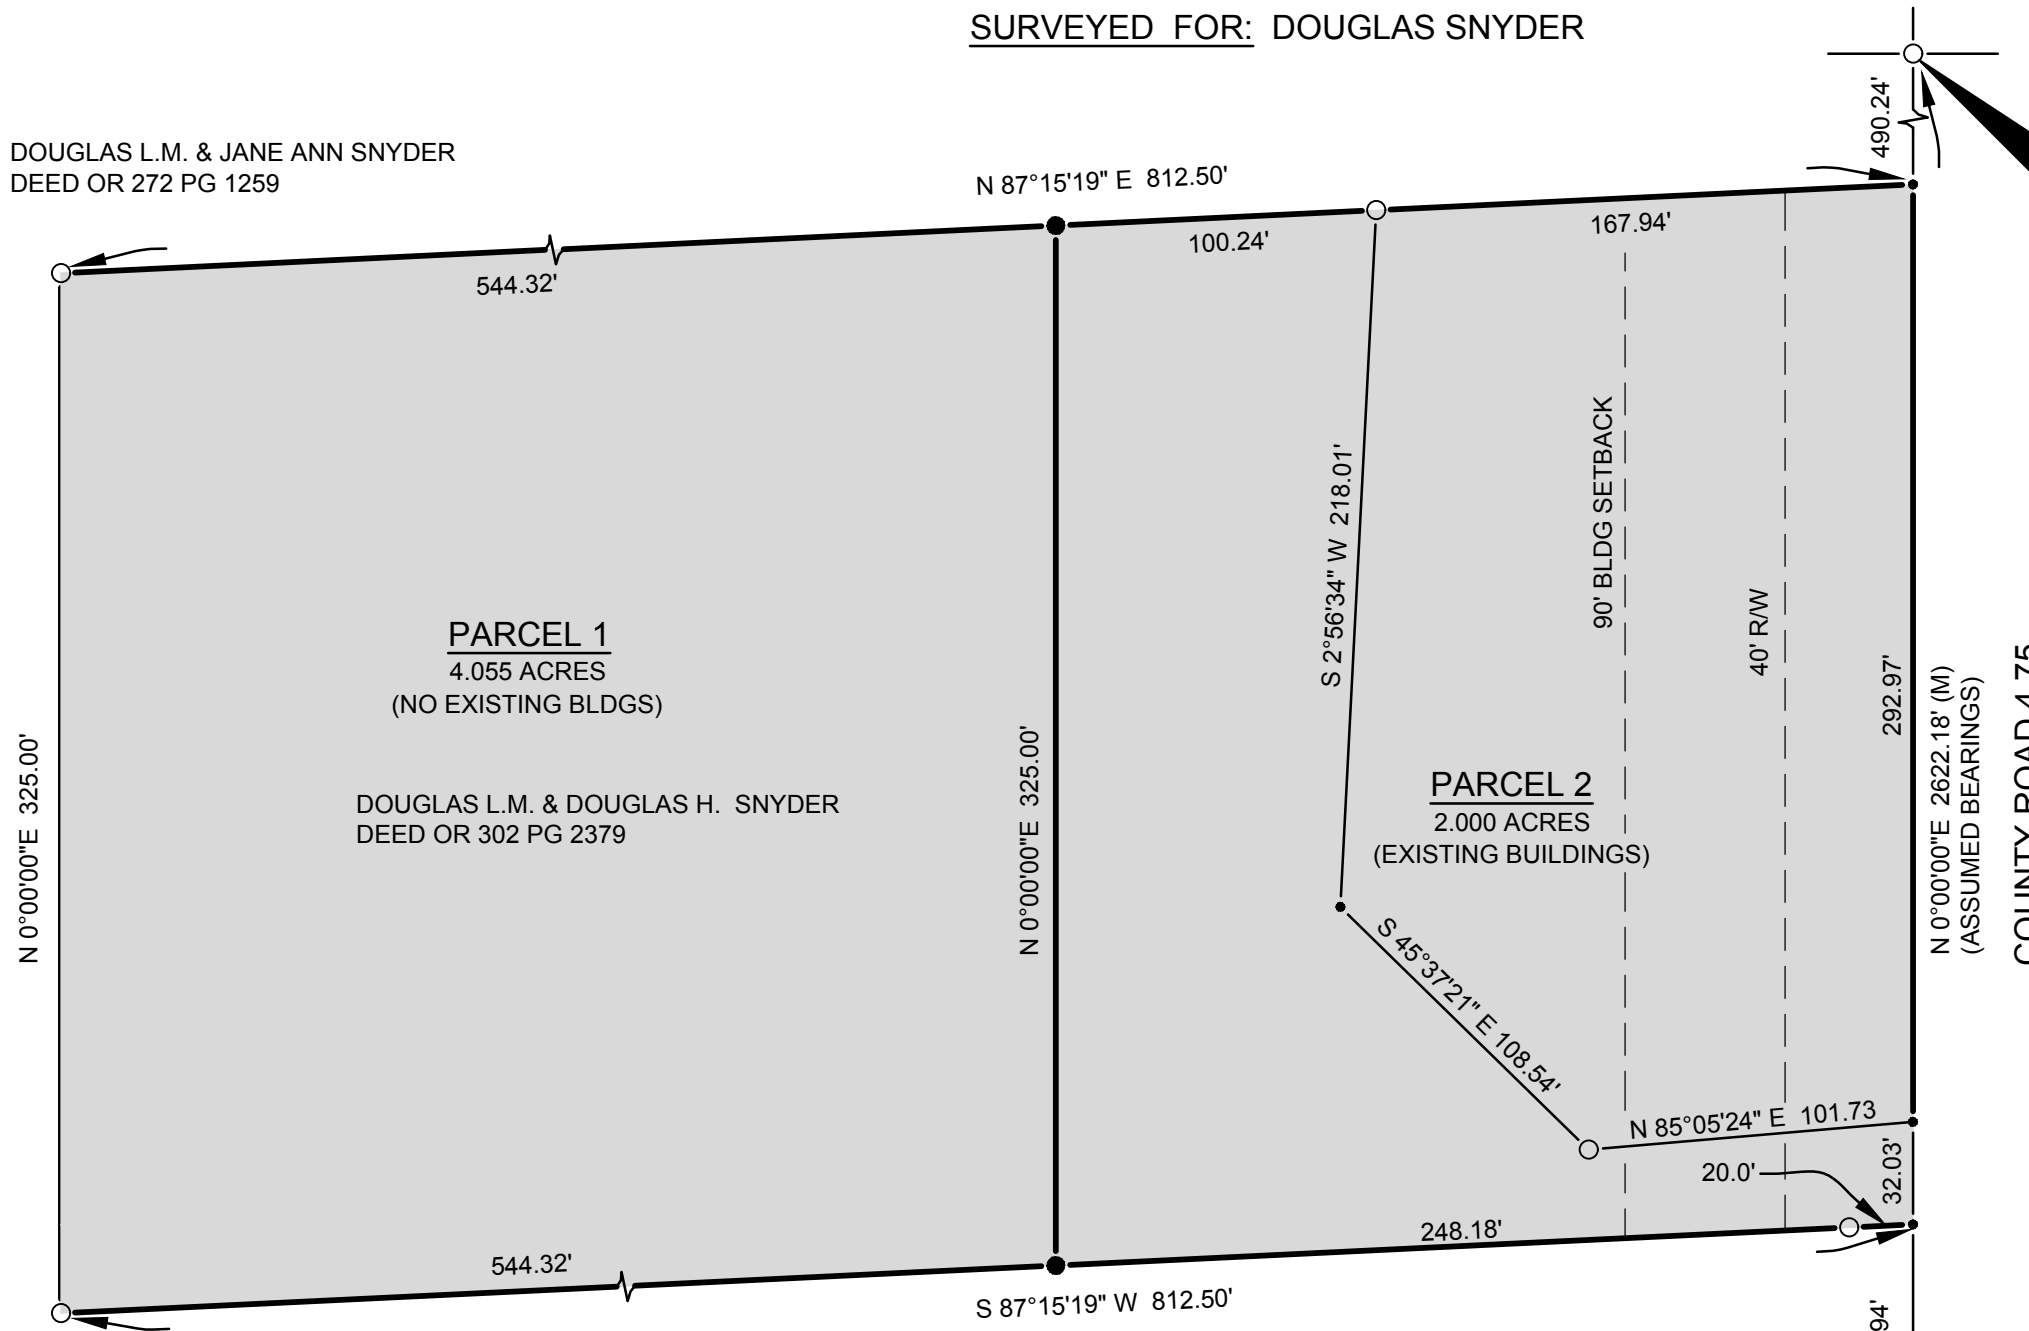 SURVEYED FOR: DOUGLAS SNYDER
490.24'
DOUGLAS L.M. & JANE ANN SNYDER
DEED OR 272 PG 1259
N 87°15'19" E 812.50'
544.32'
100.24'
167.94'
S 2°56'34" W 218.01'
90' BLDG SETBACK
40' R/W
PARCEL 1
4.055 ACRES
(NO EXISTING BLDGS)
DOUGLAS L.M. & DOUGLAS H. SNYDER
DEED OR 302 PG 2379
N 0°00'00"E 325.00'
N 0°00'00"E 325.00'
PARCEL 2
2.000 ACRES
(EXISTING BUILDINGS)
292.97'
N 0°00'00"E 2622.18' (M)
(ASSUMED BEARINGS)
COUNTY ROAD 4.75
S 45°37'21" E 108.54'
N 85°05'24" E 101.73
20.0'
32.03'
248.18'
544.32'
S 87°15'19" W 812.50'
94'